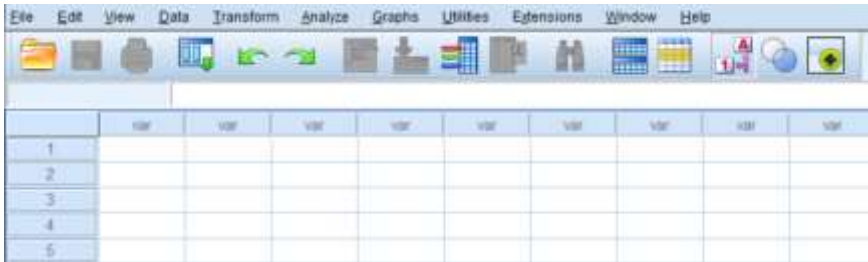 File Edit View Data Transform Analyze Graphs Utilities Extensions Window Help
A
1
var var var var var var var var var
1
2
3
4
5